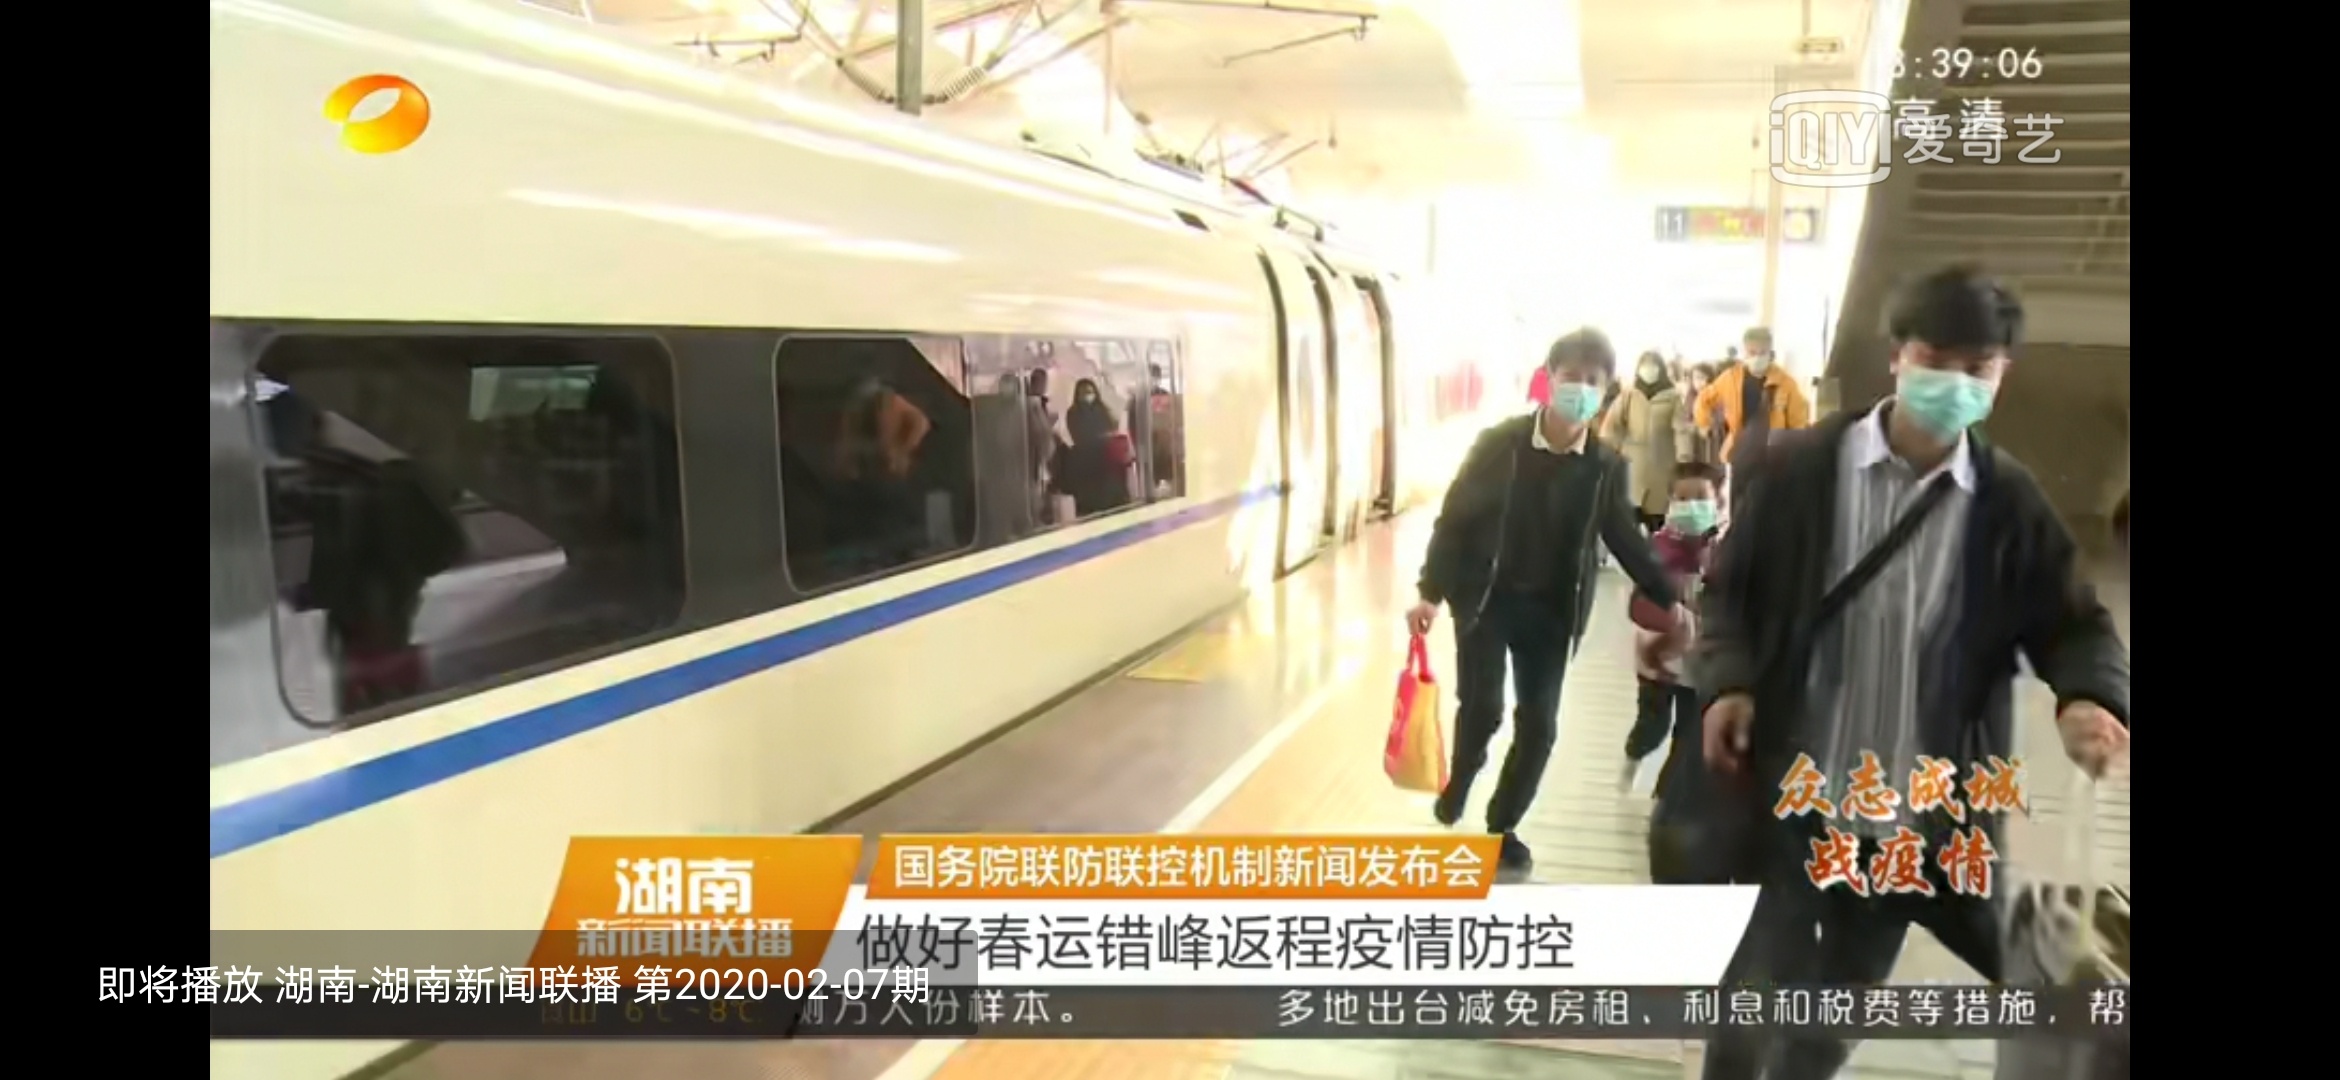 :39:06
高清
iQIYI 爱奇艺
11
众志成城
战疫情
湖南
新闻联播
国务院联防联控机制新闻发布会
做好春运错峰返程疫情防控
即将播放 湖南-湖南新闻联播 第2020-02-07期
6℃~8℃ 万人份样本。 多地出台减免房租、利息和税费等措施，帮